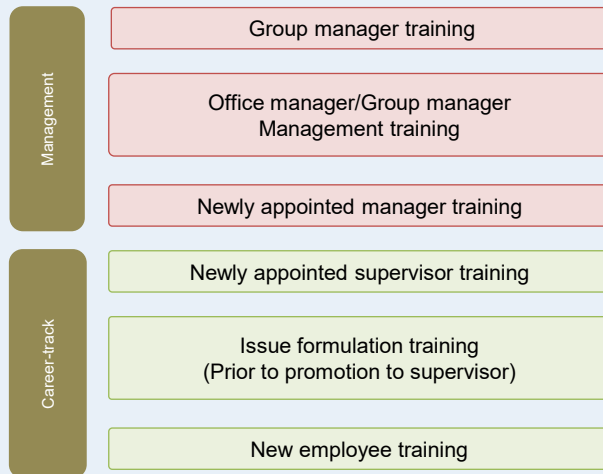 Management
Group manager training
Office manager/Group manager
Management training
Newly appointed manager training
Career-track
Newly appointed supervisor training
Issue formulation training
(Prior to promotion to supervisor)
New employee training